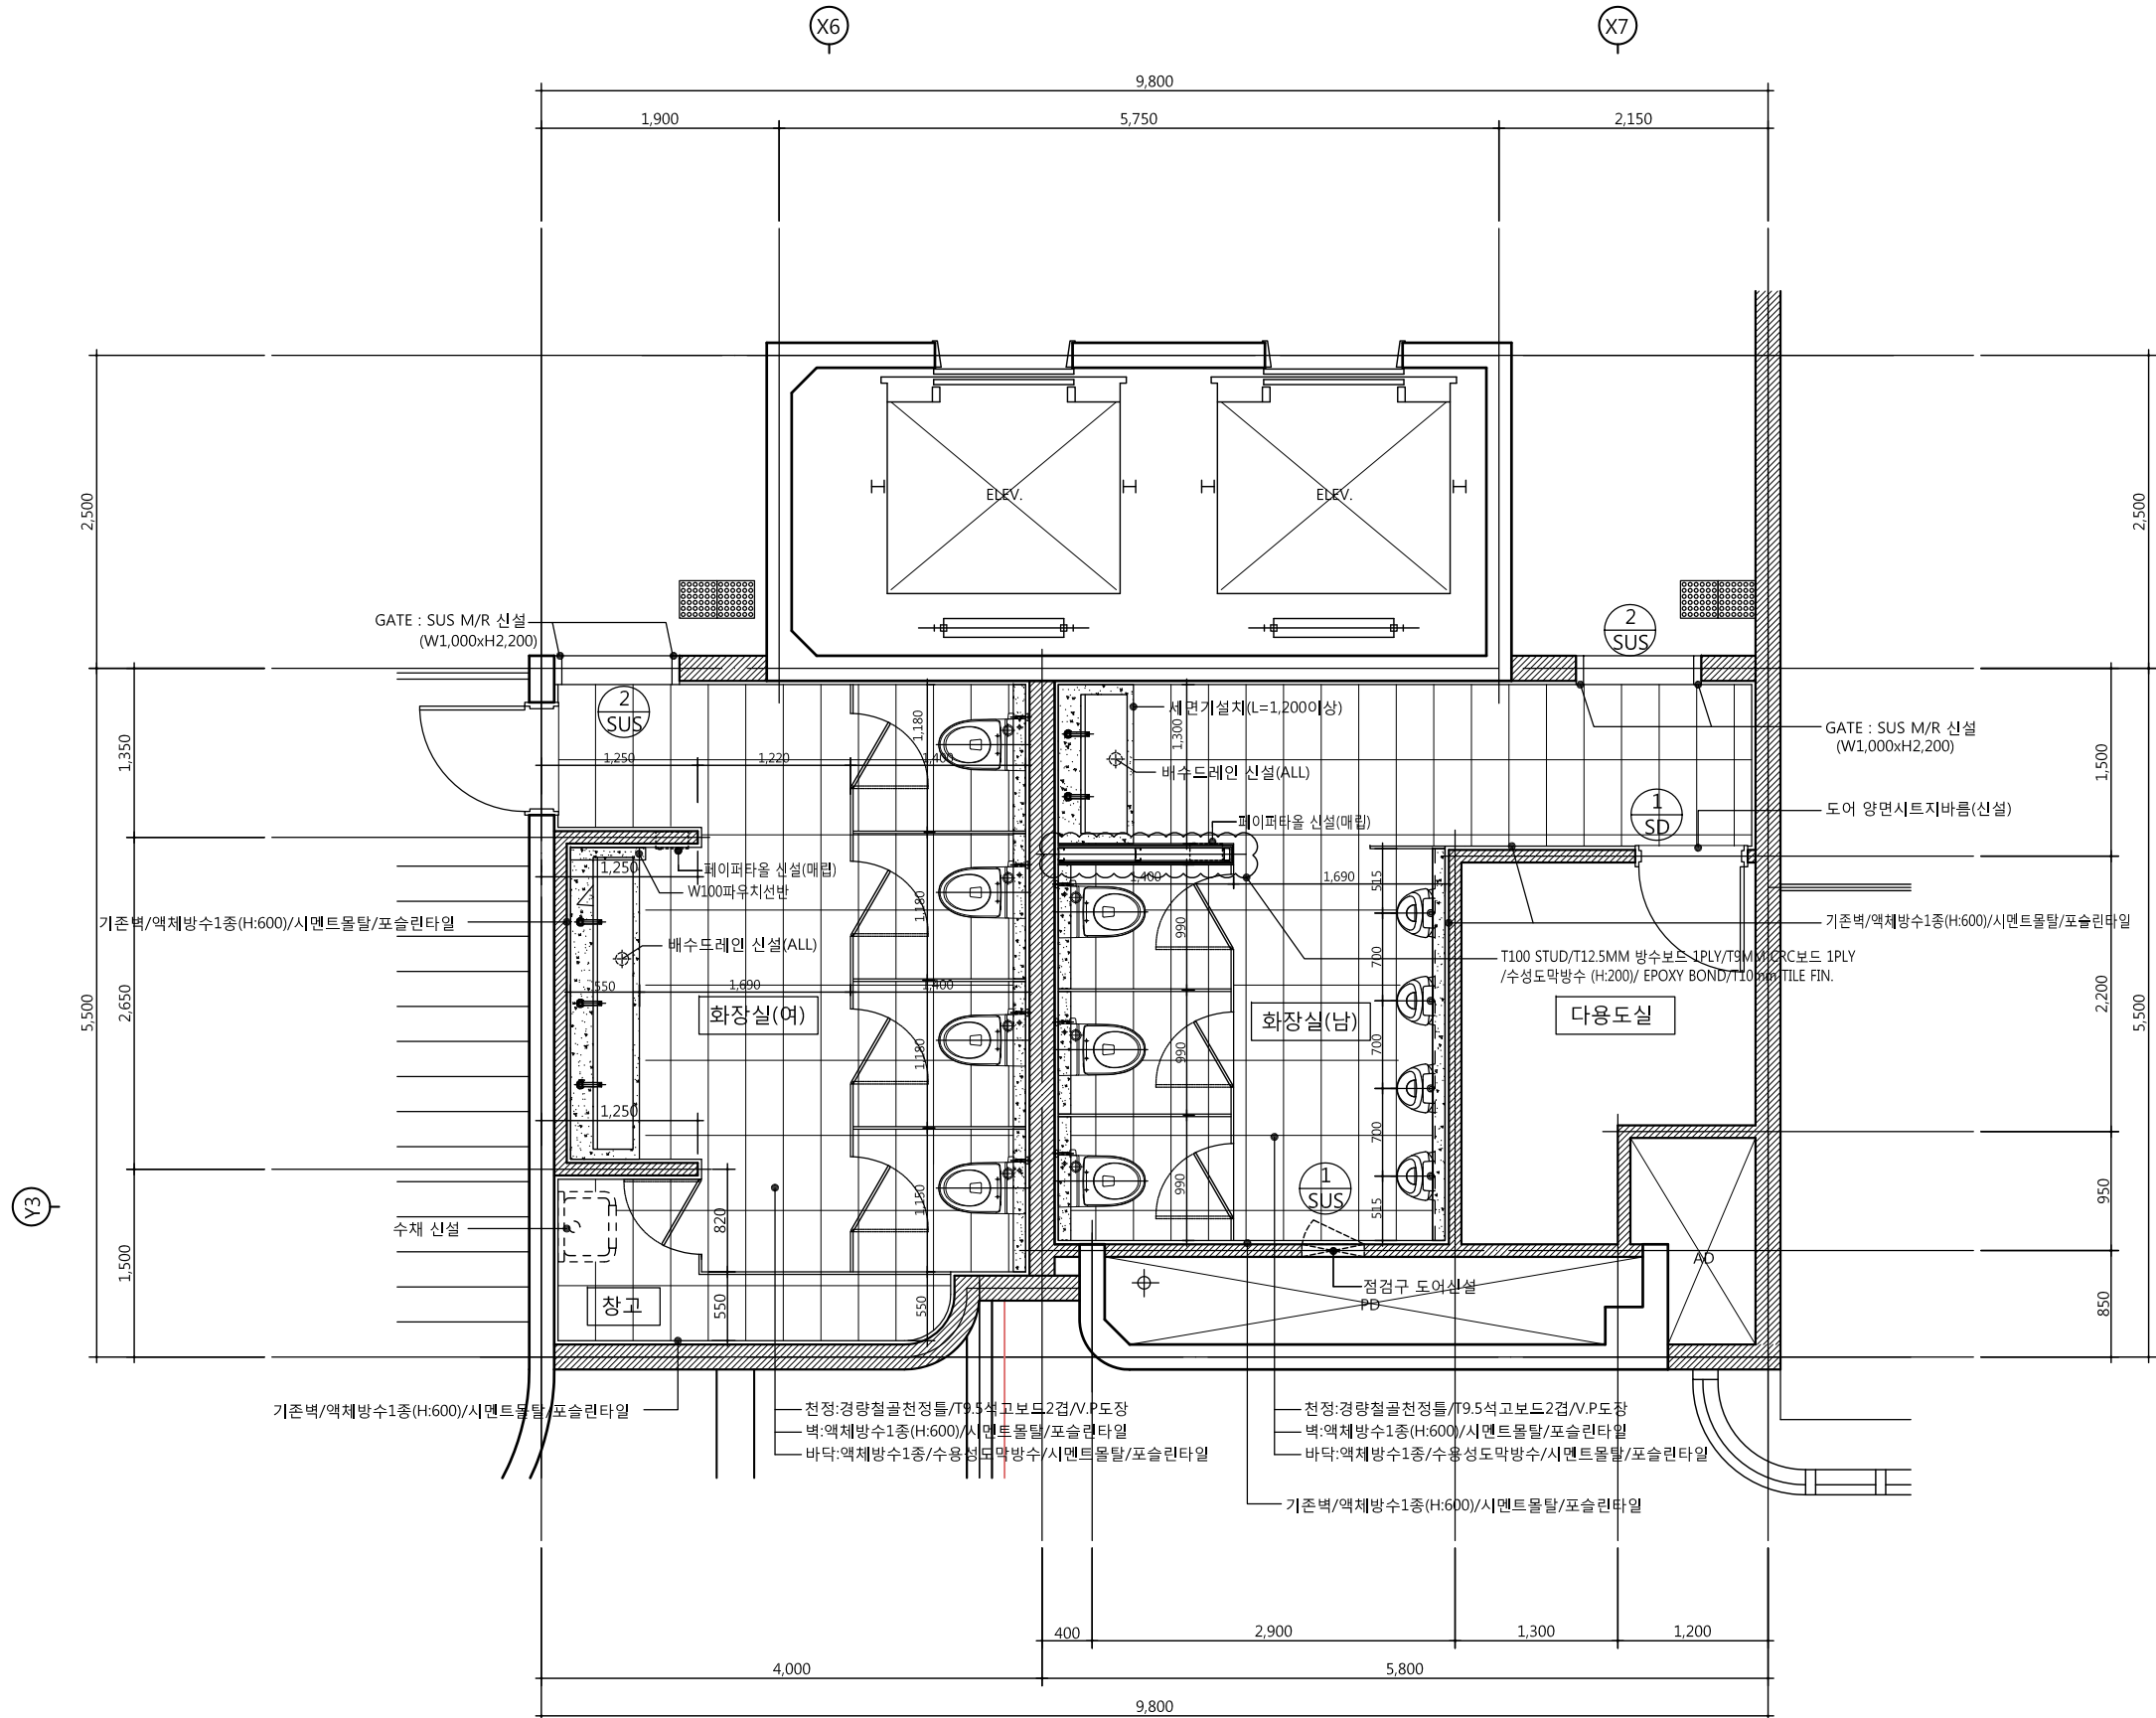 X6
X7
9,800
1,900
5,750
2,150
ELEV.
ELEV.
2,500
2,500
GATE : SUS M/R 신설
(W1,000xH2,200)
2
SUS
2
SUS
GATE : SUS M/R 신설
(W1,000xH2,200)
1,180
세면기설치(L=1,200이상)
1,300
1,350
1,250
1,220
1,400
배수드레인 신설(ALL)
1,500
1
SD
도어 양면시트지바름(신설)
페이퍼타올 신설(매립)
1,250
페이퍼타올 신설(매립)
W100파우치선반
1,400
1,690
515
기존벽/액체방수1종(H:600)/시멘트몰탈/포슬린타일
1,180
990
기존벽/액체방수1종(H:600)/시멘트몰탈/포슬린타일
배수드레인 신설(ALL)
700
T100 STUD/T12.5MM 방수보드 1PLY/T9MM CRC보드 1PLY
/수성도막방수 (H:200)/ EPOXY BOND/T10mm TILE FIN.
550
1,690
1,400
5,500
2,650
화장실(여)
화장실(남)
다용도실
2,200
5,500
1,180
990
700
1,250
700
1
SUS
Y3
1,150
990
515
950
820
수채 신설
1,500
창고
550
550
점검구 도어신설
PD
AD
850
기존벽/액체방수1종(H:600)/시멘트몰탈/포슬린타일
천정:경량철골천정틀/T9.5석고보드2겹/V.P도장
벽:액체방수1종(H:600)/시멘트몰탈/포슬린타일
바닥:액체방수1종/수용성도막방수/시멘트몰탈/포슬린타일
천정:경량철골천정틀/T9.5석고보드2겹/V.P도장
벽:액체방수1종(H:600)/시멘트몰탈/포슬린타일
바닥:액체방수1종/수용성도막방수/시멘트몰탈/포슬린타일
기존벽/액체방수1종(H:600)/시멘트몰탈/포슬린타일
400
2,900
1,300
1,200
4,000
5,800
9,800